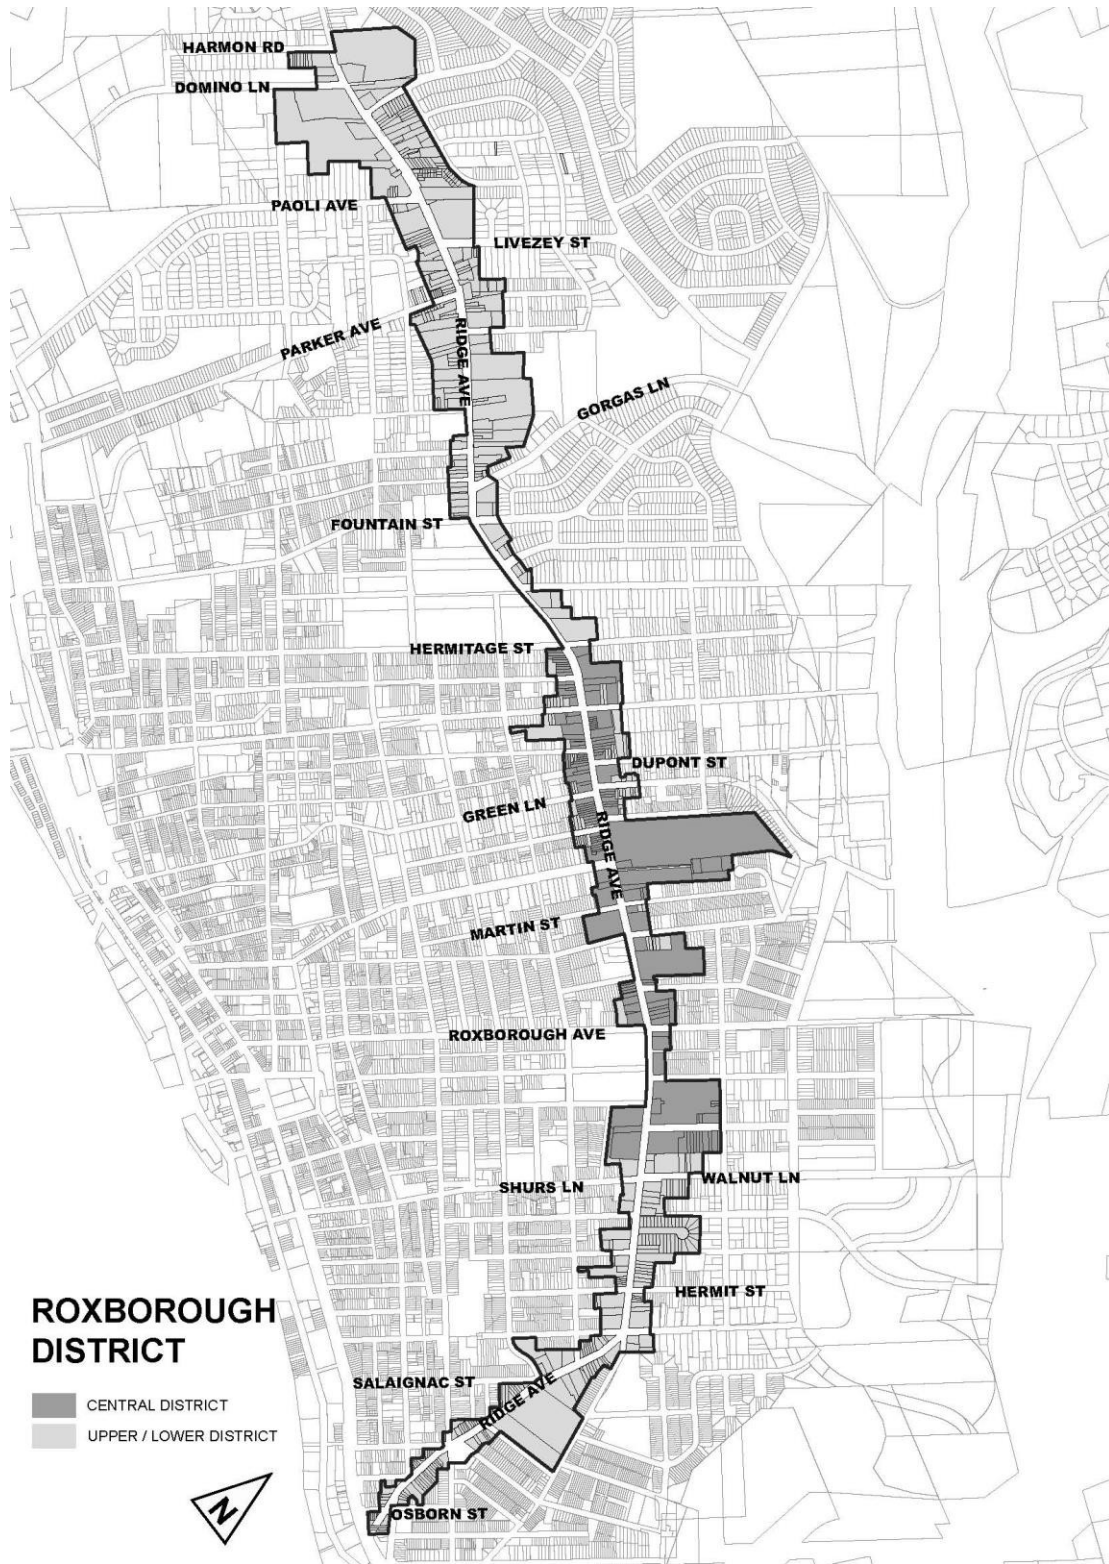 HARMON RD
DOMINO LN
PAOLI AVE
LIVEZEY ST
PARKER AVE
RIDGE AVE
GORGAS LN
FOUNTAIN ST
HERMITAGE ST
DUPONT ST
GREEN LN
RIDGE AVE
MARTIN ST
ROXBOROUGH AVE
SHURS LN
WALNUT LN
HERMIT ST
ROXBOROUGH
DISTRICT
SALAIGNAC ST
RIDGE AVE
CENTRAL DISTRICT
UPPER / LOWER DISTRICT
N
OSBORN ST